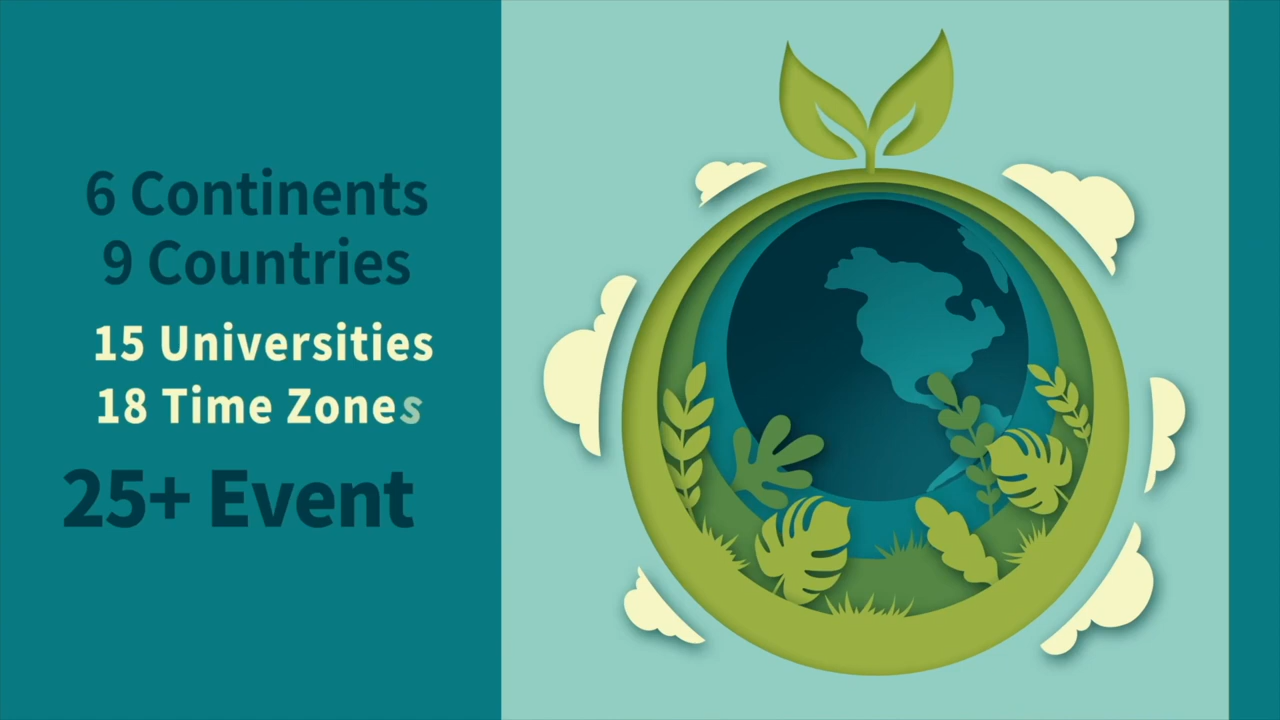 6 Continents
9 Countries
15 Universities
18 Time Zones
25+ Event